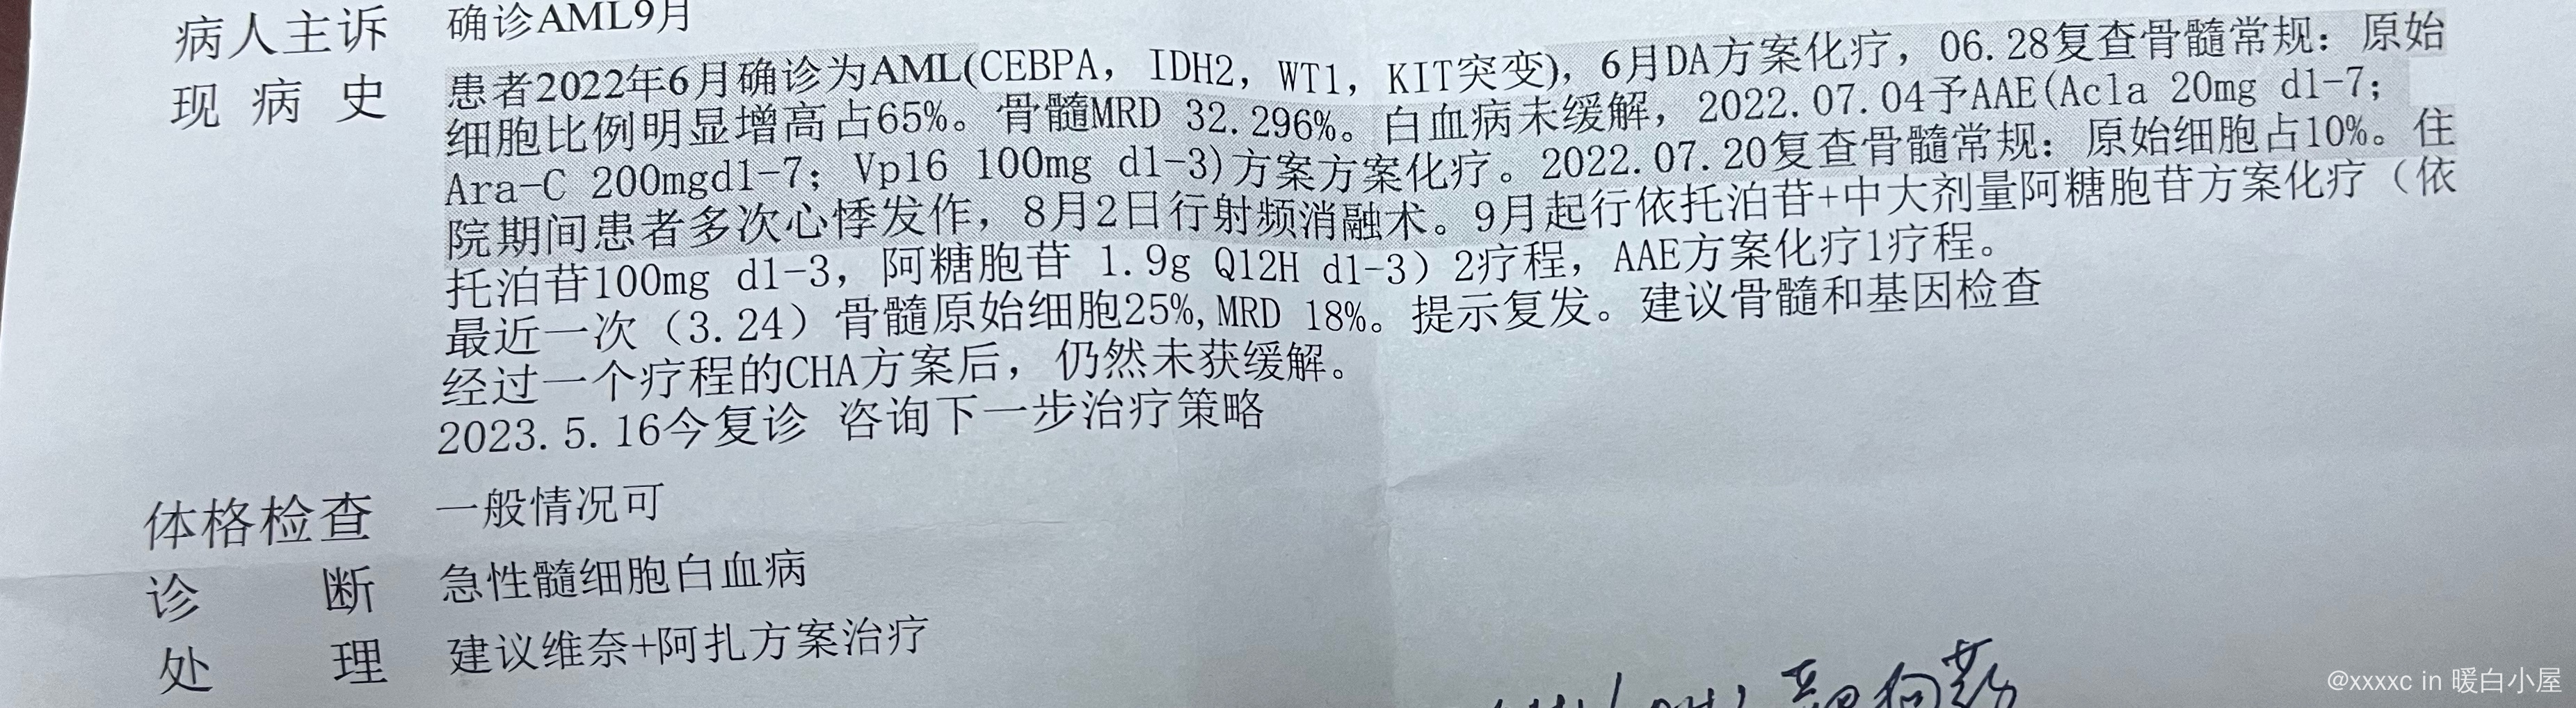 病人主诉 确诊AML9月
现病史 患者2022年6月确诊为AML(CEBPA, IDH2, WT1, KIT突变), 6月DA方案化疗, 06.28复查骨髓常规: 原始
细胞比例明显增高占65%。骨髓MRD 32.296%。白血病未缓解, 2022.07.04予AAE(Acla 20mg d1-7;
Ara-C 200mgd1-7; Vp16 100mg d1-3)方案方案化疗。2022.07.20复查骨髓常规: 原始细胞占10%。住
院期间患者多次心悸发作, 8月2日行射频消融术。9月起行依托泊苷+中大剂量阿糖胞苷方案化疗（依
托泊苷100mg d1-3, 阿糖胞苷 1.9g Q12H d1-3）2疗程, AAE方案化疗1疗程。
最近一次（3.24）骨髓原始细胞25%, MRD 18%。提示复发。建议骨髓和基因检查
经过一个疗程的CHA方案后, 仍然未获缓解。
2023.5.16今复诊 咨询下一步治疗策略
体格检查 一般情况可
诊断 急性髓细胞白血病
处理 建议维奈+阿扎方案治疗
@xxxxc in 暖白小屋